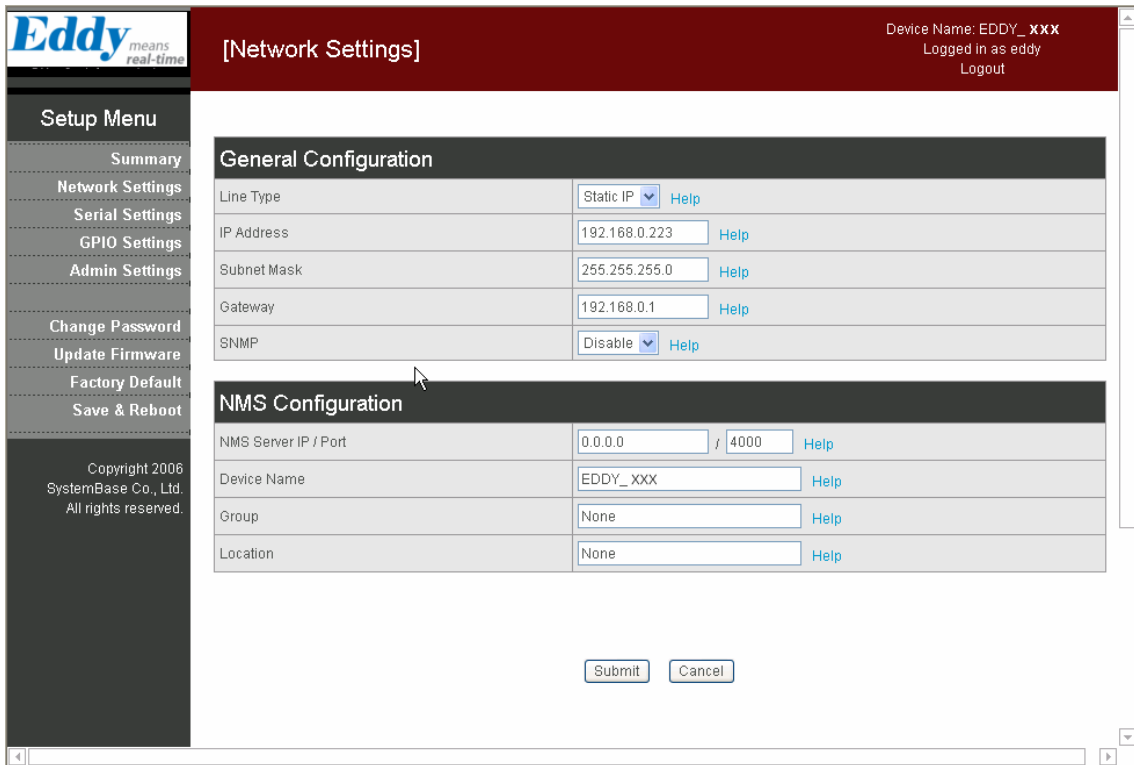 Eddy means
real-time
[Network Settings]
Device Name: EDDY_ XXX
Logged in as eddy
Logout
Setup Menu
Summary
Network Settings
Serial Settings
GPIO Settings
Admin Settings
Change Password
Update Firmware
Factory Default
Save & Reboot
Copyright 2006
SystemBase Co., Ltd.
All rights reserved.
General Configuration
Line Type Static IP Help
IP Address 192.168.0.223 Help
Subnet Mask 255.255.255.0 Help
Gateway 192.168.0.1 Help
SNMP Disable Help
NMS Configuration
NMS Server IP / Port 0.0.0.0 / 4000 Help
Device Name EDDY_ XXX Help
Group None Help
Location None Help
Submit Cancel